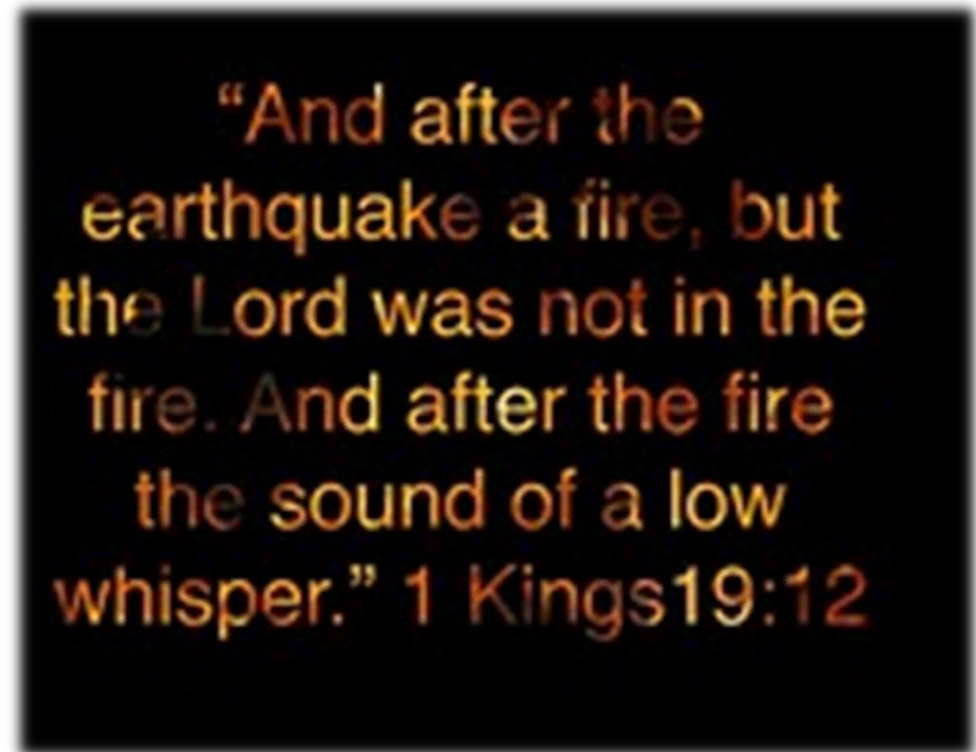 “And after the
earthquake a fire, but
the Lord was not in the
fire. And after the fire
the sound of a low
whisper.” 1 Kings19:12